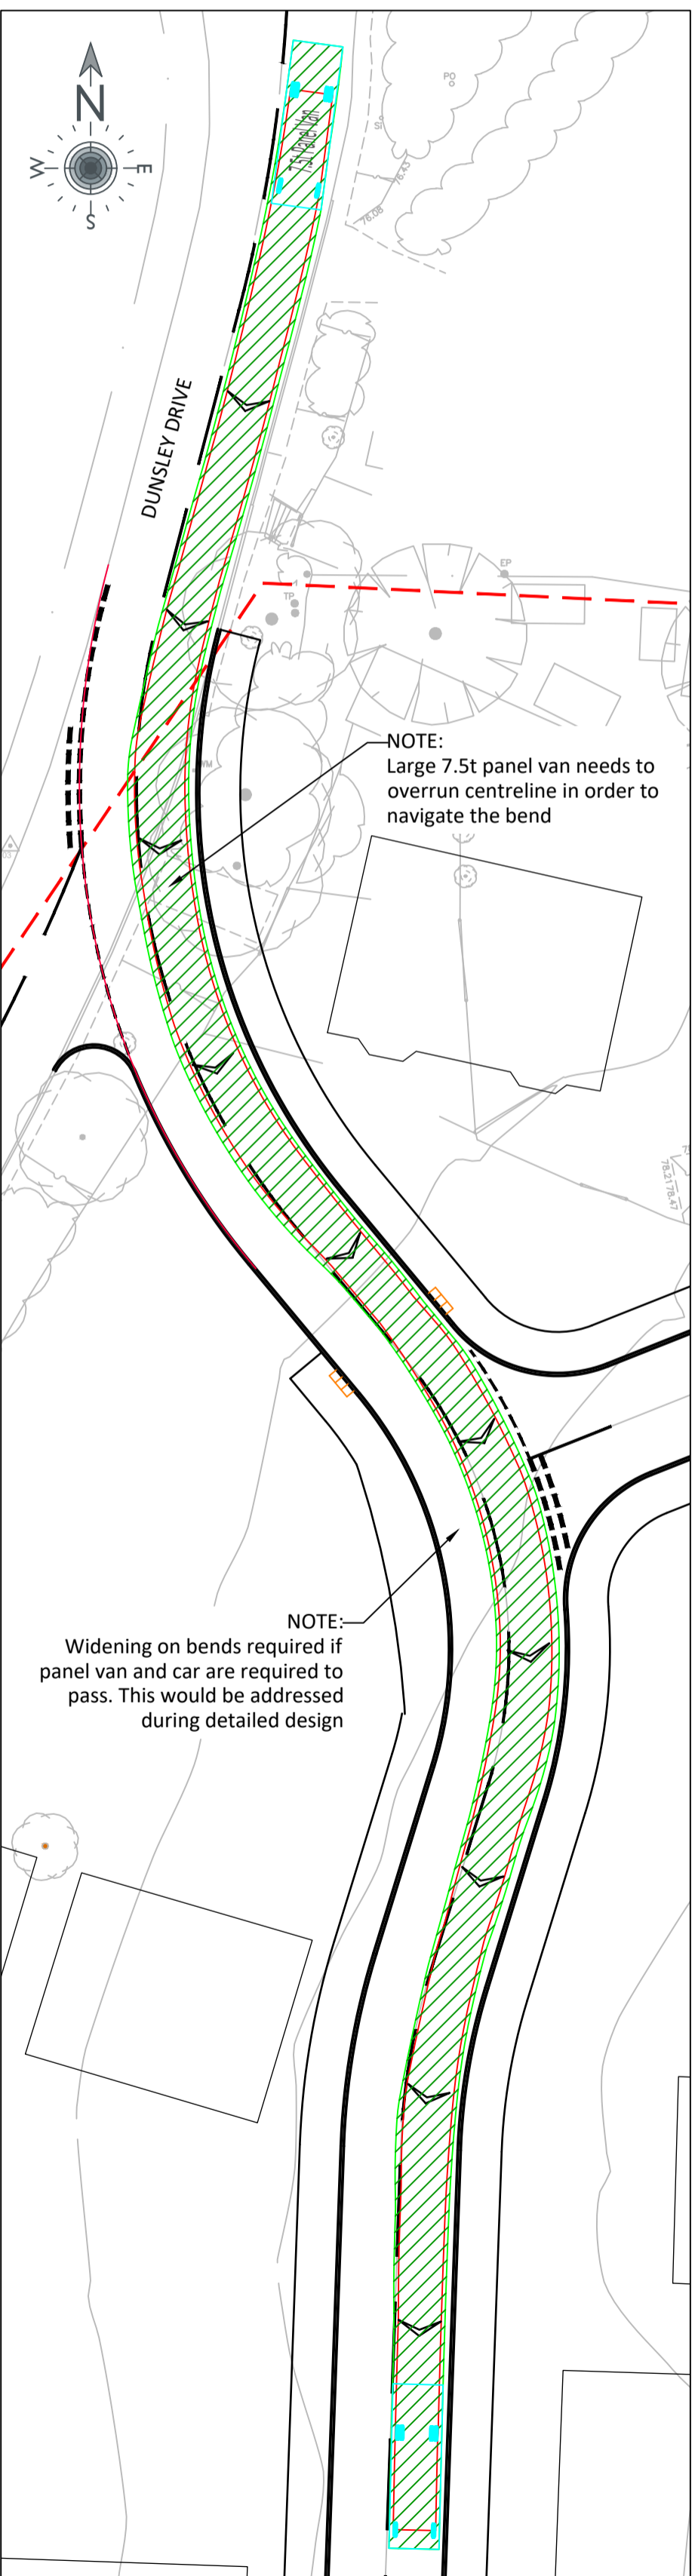 N
W
E
S
7.5t Panel Van
PO
SI
76.43
76.08
DUNSLEY DRIVE
EP
TP
NOTE:
Large 7.5t panel van needs to
overrun centreline in order to
navigate the bend
78.47
78.21
NOTE:
Widening on bends required if
panel van and car are required to
pass. This would be addressed
during detailed design